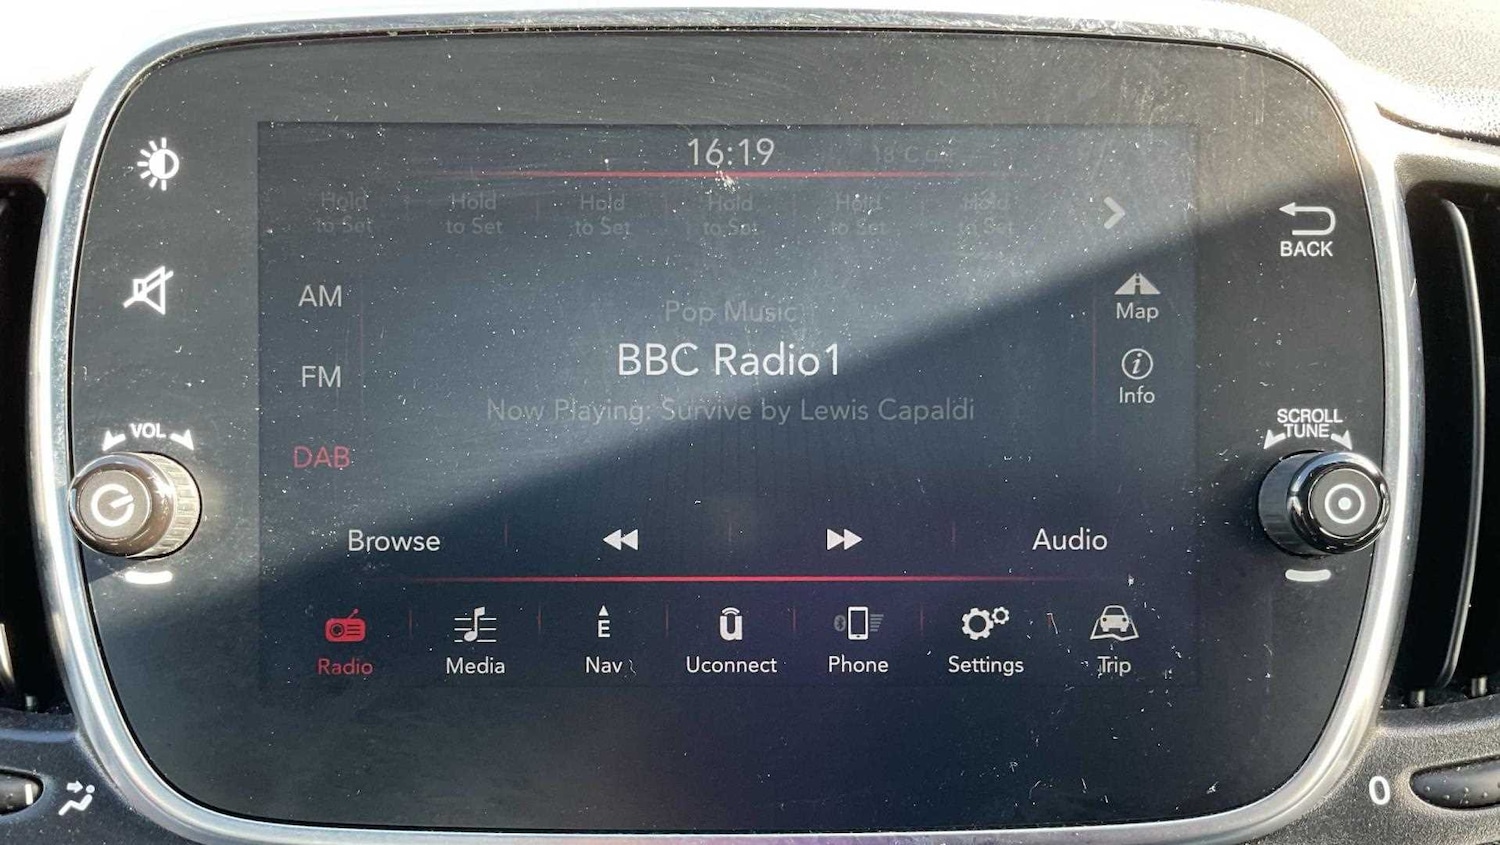 16:19
18°C
Hold Hold Hold Hold Hold Hold
to Set to Set to Set to Set to Set to Set
BACK
AM
Map
Pop Music
BBC Radio1
FM
Info
Now Playing: Survive by Lewis Capaldi
SCROLL
TUNE
VOL
DAB
Browse
Audio
E
Radio Media Nav Uconnect Phone Settings Trip
0